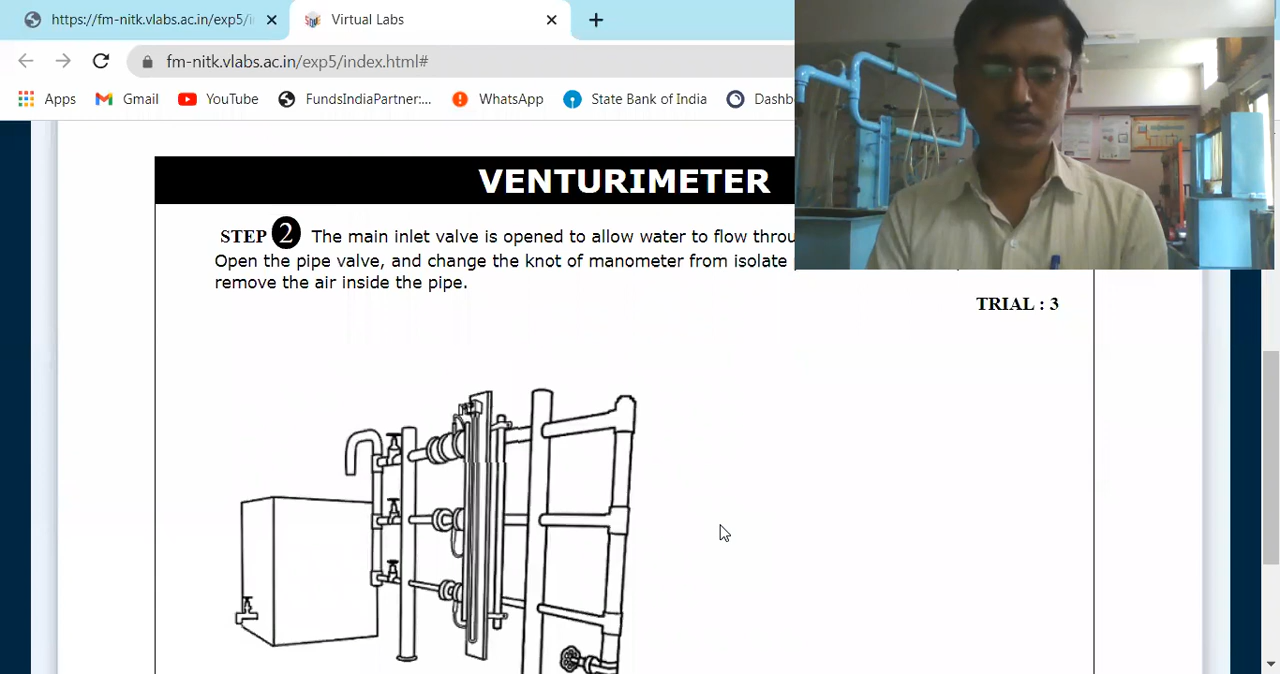 https://fm-nitk.vlabs.ac.in/exp5/i
Virtual Labs
fm-nitk.vlabs.ac.in/exp5/index.html#
Apps Gmail YouTube FundsIndiaPartner:... WhatsApp State Bank of India Dashb
VENTURIMETER
STEP 2 The main inlet valve is opened to allow water to flow throu
Open the pipe valve, and change the knot of manometer from isolate
remove the air inside the pipe.
TRIAL : 3